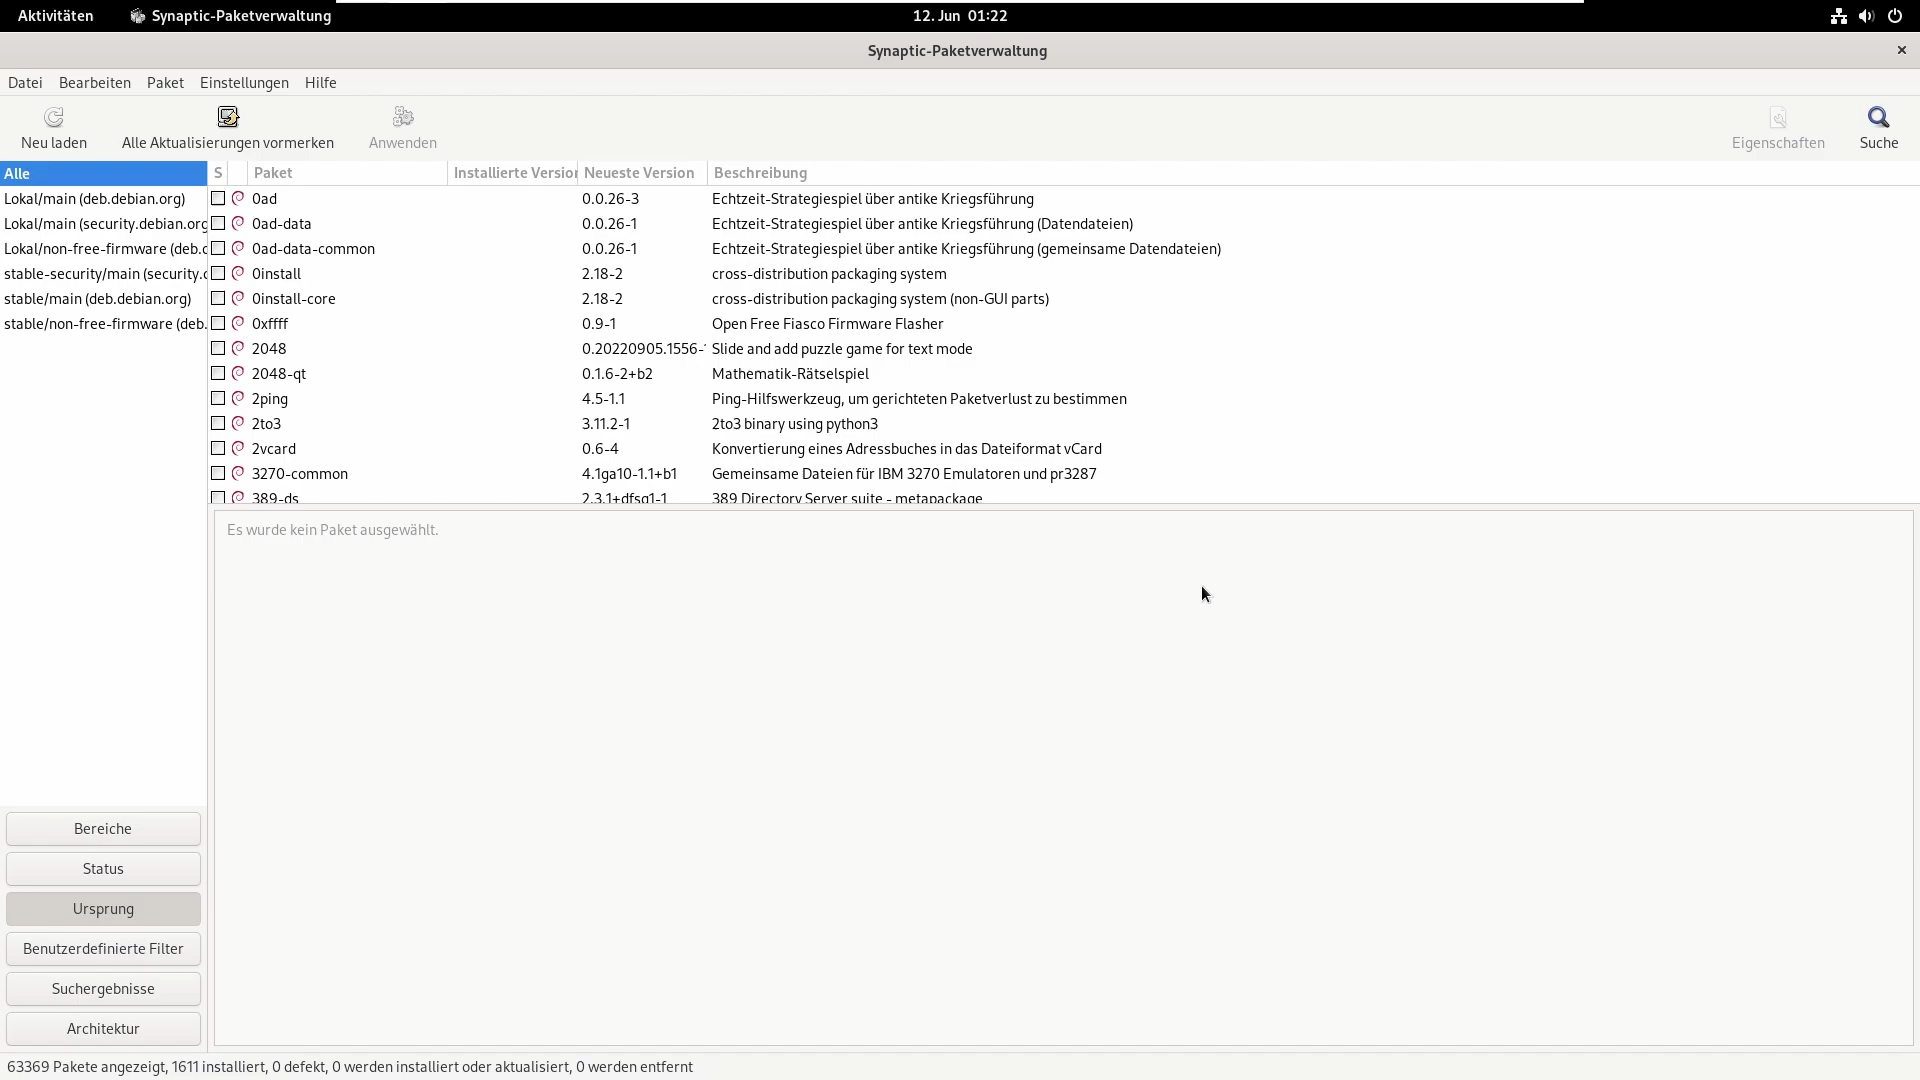 Aktivitäten Synaptic-Paketverwaltung 12. Jun 01:22
Synaptic-Paketverwaltung
Datei Bearbeiten Paket Einstellungen Hilfe
Neu laden Alle Aktualisierungen vormerken Anwenden Eigenschaften Suche
Alle
Lokal/main (deb.debian.org)
Lokal/main (security.debian.org
Lokal/non-free-firmware (deb.d
stable-security/main (security.d
stable/main (deb.debian.org)
stable/non-free-firmware (deb.
S Paket Installierte Version Neueste Version Beschreibung
0ad 0.0.26-3 Echtzeit-Strategiespiel über antike Kriegsführung
0ad-data 0.0.26-1 Echtzeit-Strategiespiel über antike Kriegsführung (Datendateien)
0ad-data-common 0.0.26-1 Echtzeit-Strategiespiel über antike Kriegsführung (gemeinsame Datendateien)
0install 2.18-2 cross-distribution packaging system
0install-core 2.18-2 cross-distribution packaging system (non-GUI parts)
0xffff 0.9-1 Open Free Fiasco Firmware Flasher
2048 0.20220905.1556- Slide and add puzzle game for text mode
2048-qt 0.1.6-2+b2 Mathematik-Rätselspiel
2ping 4.5-1.1 Ping-Hilfswerkzeug, um gerichteten Paketverlust zu bestimmen
2to3 3.11.2-1 2to3 binary using python3
2vcard 0.6-4 Konvertierung eines Adressbuches in das Dateiformat vCard
3270-common 4.1ga10-1.1+b1 Gemeinsame Dateien für IBM 3270 Emulatoren und pr3287
389-ds 2.3.1+dfsg1-1 389 Directory Server suite - metapackage
Es wurde kein Paket ausgewählt.
Bereiche
Status
Ursprung
Benutzerdefinierte Filter
Suchergebnisse
Architektur
63369 Pakete angezeigt, 1611 installiert, 0 defekt, 0 werden installiert oder aktualisiert, 0 werden entfernt